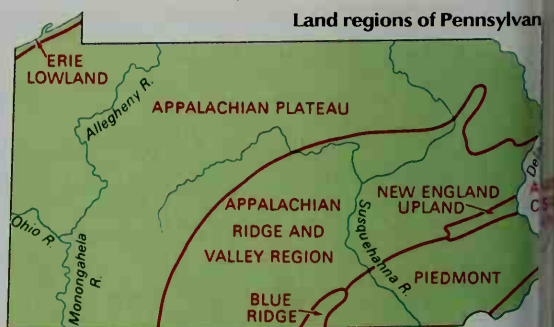 Land regions of Pennsylvan
ERIE
LOWLAND
Allegheny R.
APPALACHIAN PLATEAU
De
NEW ENGLAND
UPLAND
APPALACHIAN
RIDGE AND
VALLEY REGION
Susquehanna R.
Ohio R.
Monongahela
R.
PIEDMONT
BLUE
RIDGE